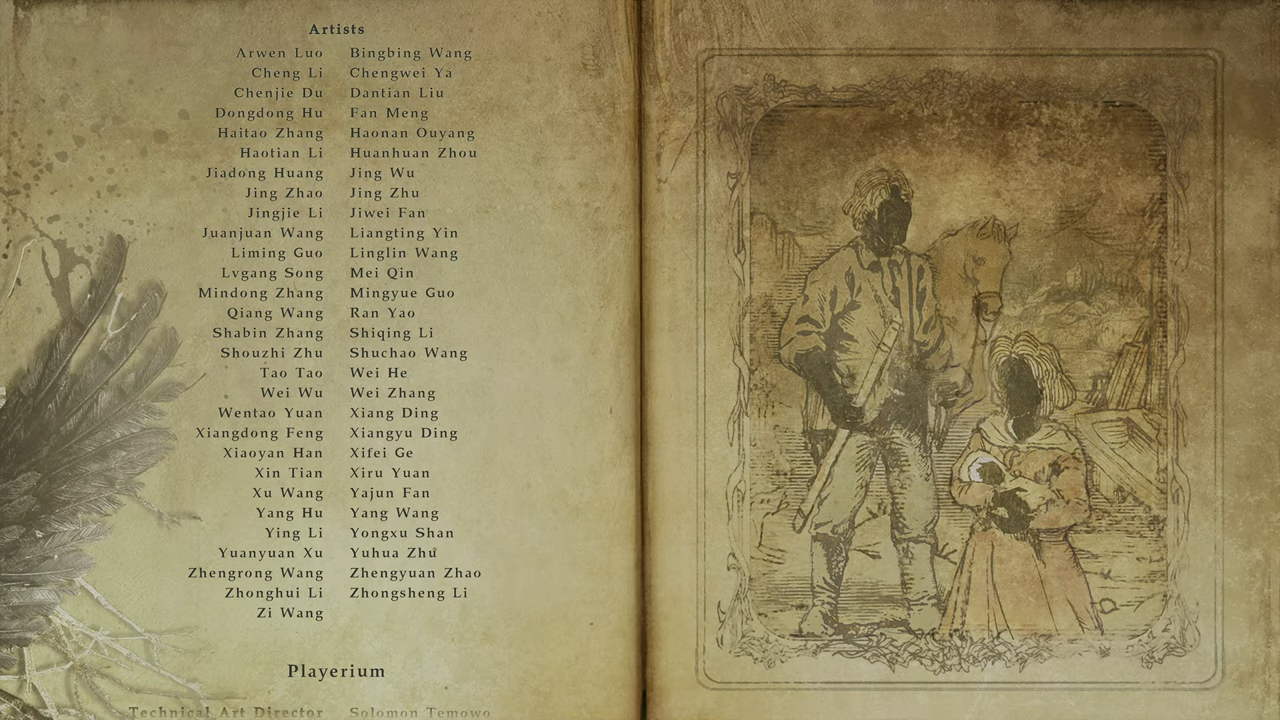 Artists
Arwen Luo Bingbing Wang
Cheng Li Chengwei Ya
Chenjie Du Dantian Liu
Dongdong Hu Fan Meng
Haitao Zhang Haonan Ouyang
Haotian Li Huanhuan Zhou
Jiadong Huang Jing Wu
Jing Zhao Jing Zhu
Jingjie Li Jiwei Fan
Juanjuan Wang Liangting Yin
Liming Guo Linglin Wang
Lvgang Song Mei Qin
Mindong Zhang Mingyue Guo
Qiang Wang Ran Yao
Shabin Zhang Shiqing Li
Shouzhi Zhu Shuchao Wang
Tao Tao Wei He
Wei Wu Wei Zhang
Wentao Yuan Xiang Ding
Xiangdong Feng Xiangyu Ding
Xiaoyan Han Xifei Ge
Xin Tian Xiru Yuan
Xu Wang Yajun Fan
Yang Hu Yang Wang
Ying Li Yongxu Shan
Yuanyuan Xu Yuhua Zhu
Zhengrong Wang Zhengyuan Zhao
Zhonghui Li Zhongsheng Li
Zi Wang
Playerium
Technical Art Director Solomon Temowo